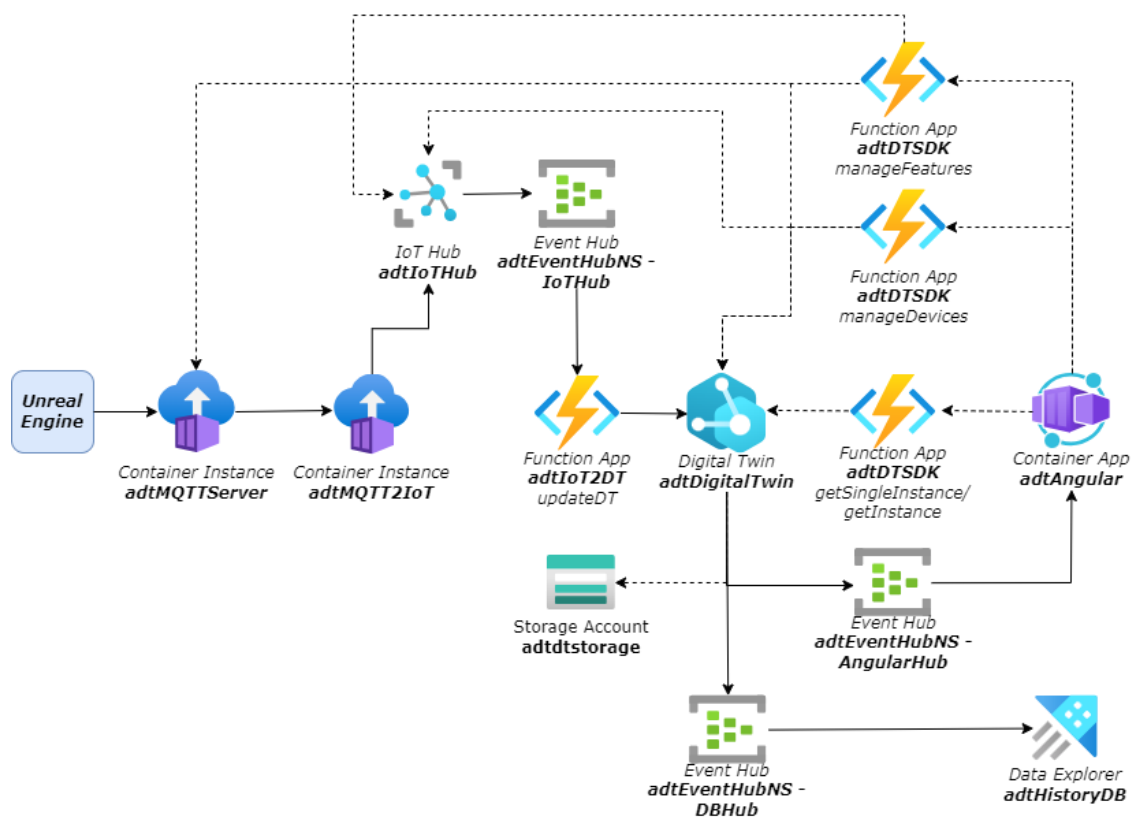 Function App
adtDTSDK
manageFeatures
IoT Hub
adtIoTHub
Event Hub
adtEventHubNS -
IoTHub
Function App
adtDTSDK
manageDevices
Unreal
Engine
Container Instance
adtMQTTServer
Container Instance
adtMQTT2IoT
Function App
adtIoT2DT
updateDT
Digital Twin
adtDigitalTwin
Function App
adtDTSDK
getSingleInstance/
getInstance
Container App
adtAngular
Storage Account
adtdtstorage
Event Hub
adtEventHubNS -
AngularHub
Event Hub
adtEventHubNS -
DBHub
Data Explorer
adtHistoryDB